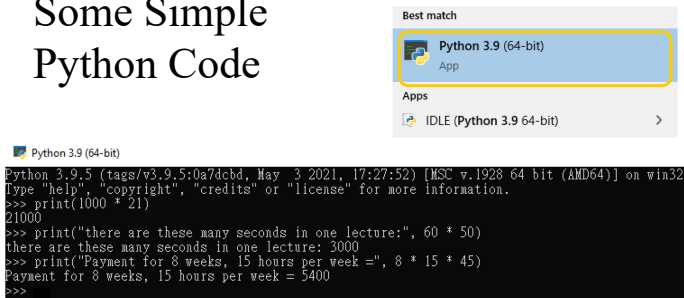 Some Simple
Python Code
Best match
Python 3.9 (64-bit)
App
Apps
IDLE (Python 3.9 64-bit)
Python 3.9 (64-bit)
Python 3.9.5 (tags/v3.9.5:0a7dcbd, May  3 2021, 17:27:52) [MSC v.1928 64 bit (AMD64)] on win32
Type "help", "copyright", "credits" or "license" for more information.
>>> print(1000 * 21)
21000
>>> print("there are these many seconds in one lecture:", 60 * 50)
there are these many seconds in one lecture: 3000
>>> print("Payment for 8 weeks, 15 hours per week =", 8 * 15 * 45)
Payment for 8 weeks, 15 hours per week = 5400
>>>